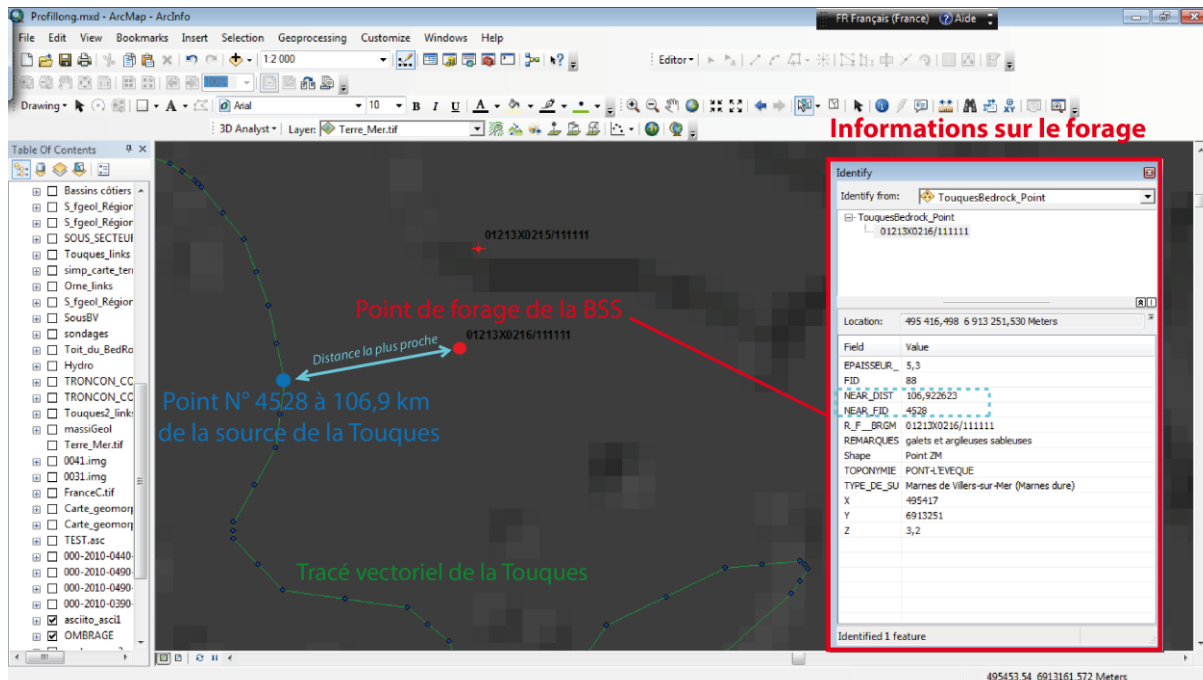 Profillong.mxd - ArcMap - ArcInfo
FR Français (France) Aide
File Edit View Bookmarks Insert Selection Geoprocessing Customize Windows Help
1:2 000
Editor
100%
Drawing
A
Arial
10
B I U A
3D Analyst Layer: Terre_Mer.tif
Informations sur le forage
Table Of Contents
Bassins côtiers
S_fgeol_Région
S_fgeol_Région
SOUS_SECTEUR
Touques_links
simp_carte_terr
Orne_links
S_fgeol_Région
SousBV
sondages
Toit_du_BedRo
Hydro
TRONCON_CO
TRONCON_CO
Touques2_links
massiGeol
Terre_Mer.tif
0041.img
0031.img
FranceC.tif
Carte_geomorp
Carte_geomorp
TEST.asc
000-2010-0440-
000-2010-0490-
000-2010-0490-
000-2010-0390-
asciito_ascii1
OMBRAGE
01213X0215/111111
Point de forage de la BSS
01213X0216/111111
Distance la plus proche
Point N° 4528 à 106,9 km
de la source de la Touques
Tracé vectoriel de la Touques
Identify
Identify from: TouquesBedrock_Point
TouquesBedrock_Point
01213X0216/111111
Location: 495 416,498 6 913 251,530 Meters
Field Value
EPAISSEUR_ 5,3
FID 88
NEAR_DIST 106,922623
NEAR_FID 4528
R_F__BRGM 01213X0216/111111
REMARQUES galets et argileuses sableuses
Shape Point ZM
TOPONYMIE PONT-L'EVEQUE
TYPE_DE_SU Marnes de Villers-sur-Mer (Marnes dure)
X 495417
Y 6913251
Z 3,2
Identified 1 feature
495453,54 6913161,572 Meters